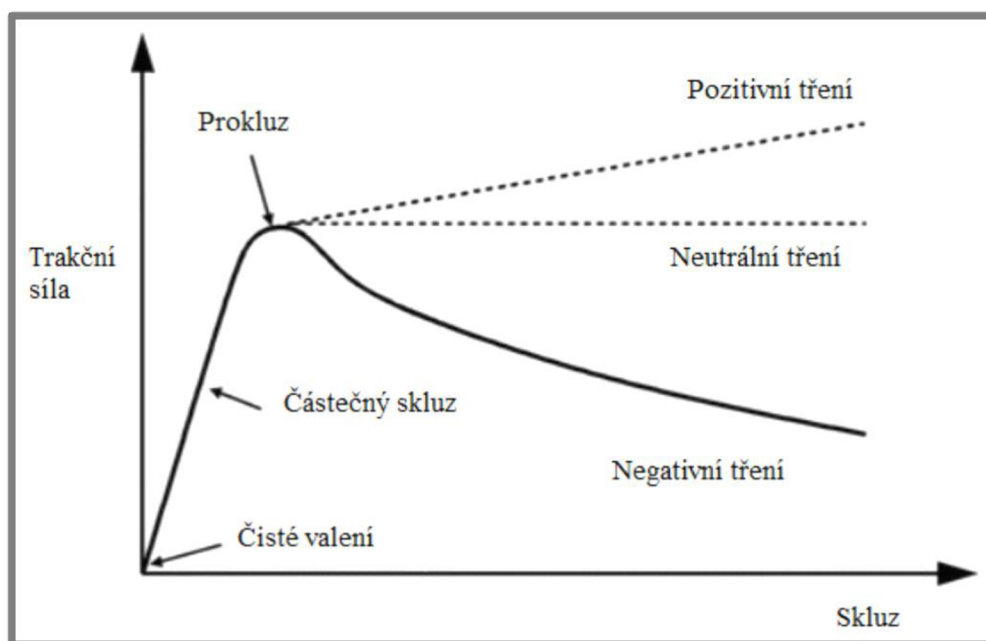 Pozitivní tření
Prokluz
Trakční
síla
Neutrální tření
Částečný skluz
Negativní tření
Čisté valení
Skluz